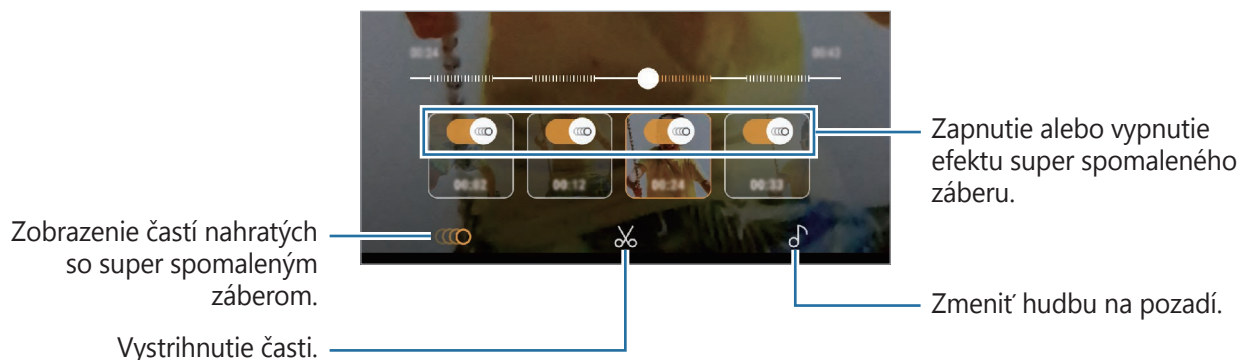 00:24
00:43
00:02
00:12
00:24
00:33
Zapnutie alebo vypnutie
efektu super spomaleného
záberu.
Zobrazenie častí nahratých
so super spomaleným
záberom.
Zmeniť hudbu na pozadí.
Vystrihnutie časti.